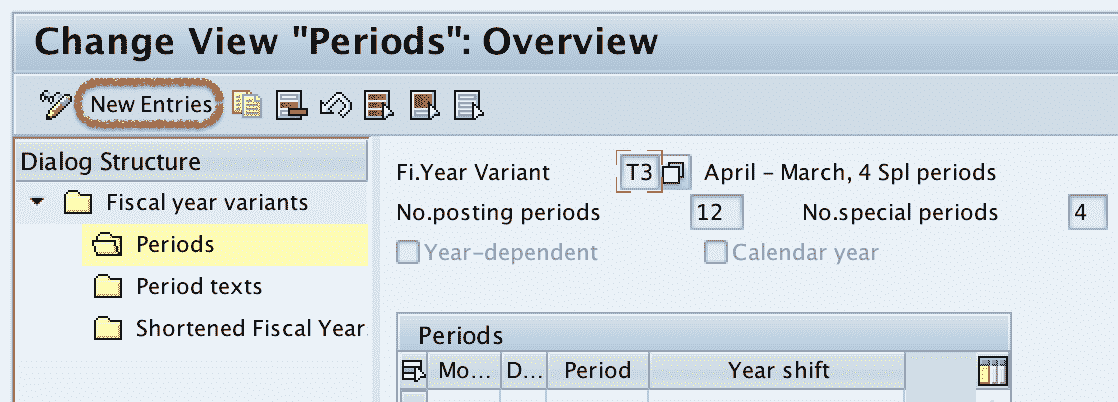 Change View "Periods": Overview
New Entries
Dialog Structure
Fiscal year variants
Periods
Period texts
Shortened Fiscal Year
Fi.Year Variant T3 April – March, 4 Spl periods
No.posting periods 12 No.special periods 4
Year-dependent Calendar year
Periods
Mo... D... Period Year shift